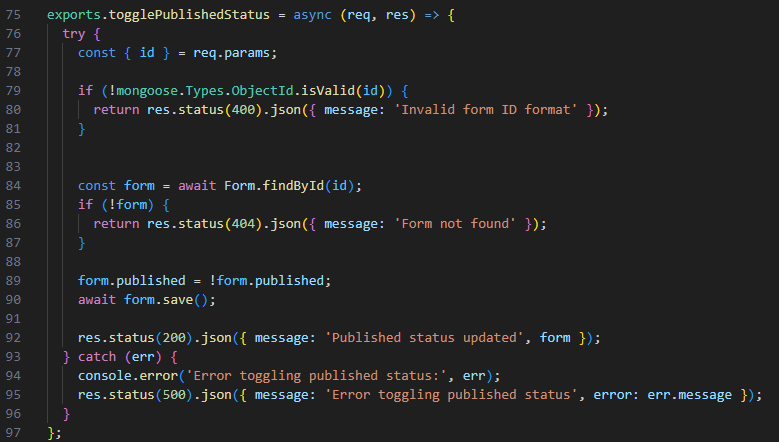 75 exports.togglePublishedStatus = async (req, res) => {
76   try {
77     const { id } = req.params;
78
79     if (!mongoose.Types.ObjectId.isValid(id)) {
80       return res.status(400).json({ message: 'Invalid form ID format' });
81     }
82
83
84     const form = await Form.findById(id);
85     if (!form) {
86       return res.status(404).json({ message: 'Form not found' });
87     }
88
89     form.published = !form.published;
90     await form.save();
91
92     res.status(200).json({ message: 'Published status updated', form });
93   } catch (err) {
94     console.error('Error toggling published status:', err);
95     res.status(500).json({ message: 'Error toggling published status', error: err.message });
96   }
97 };